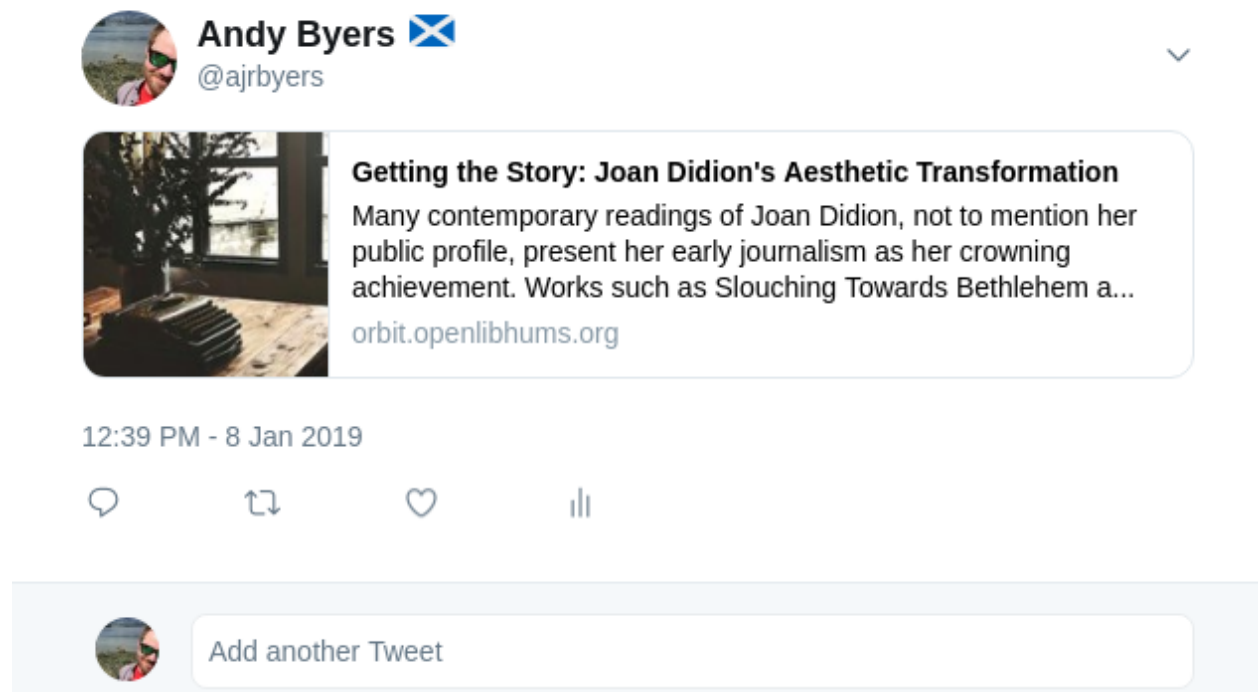 Andy Byers
@ajrbyers
Getting the Story: Joan Didion's Aesthetic Transformation
Many contemporary readings of Joan Didion, not to mention her
public profile, present her early journalism as her crowning
achievement. Works such as Slouching Towards Bethlehem a...
orbit.openlibhums.org
12:39 PM - 8 Jan 2019
Add another Tweet